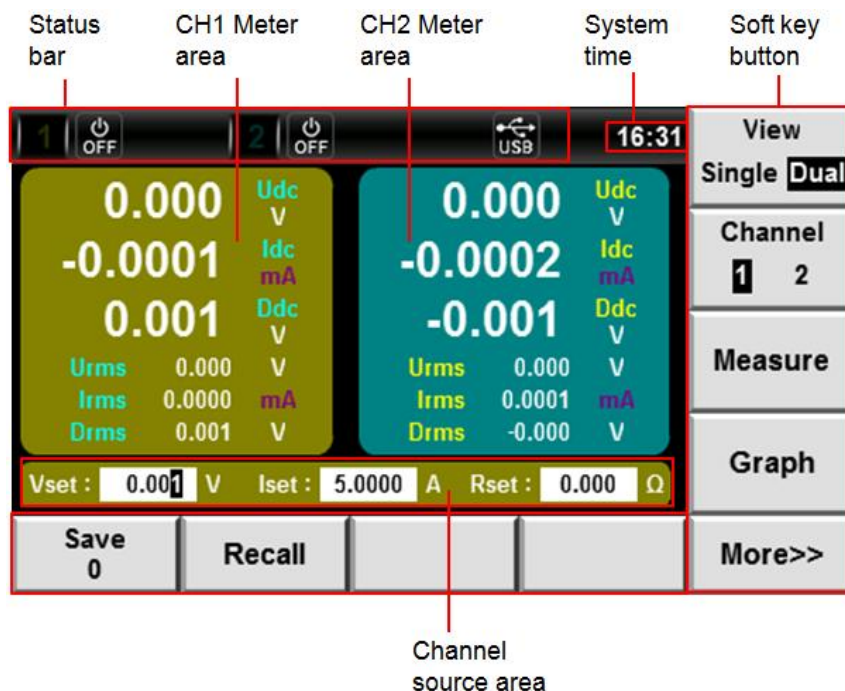 Status bar
CH1 Meter area
CH2 Meter area
System time
Soft key button
1 OFF 2 OFF USB 16:31
View
Single Dual
Channel
1 2
Measure
Graph
More>>
0.000 Udc V
-0.0001 Idc mA
0.001 Ddc V
Urms 0.000 V
Irms 0.0000 mA
Drms 0.001 V
0.000 Udc V
-0.0002 Idc mA
-0.001 Ddc V
Urms 0.000 V
Irms 0.0001 mA
Drms -0.000 V
Vset : 0.001 V Iset : 5.0000 A Rset : 0.000 Ω
Save
0
Recall
Channel source area